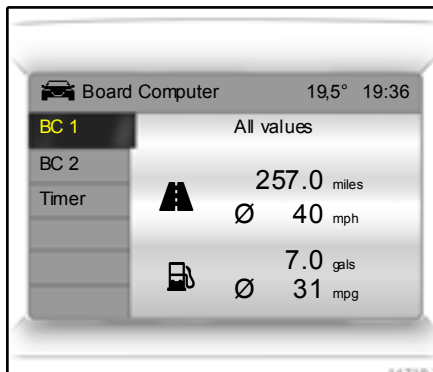 Board Computer 19,5° 19:36
BC 1
All values
BC 2
Timer
257.0 miles
Ø 40 mph
7.0 gals
Ø 31 mpg